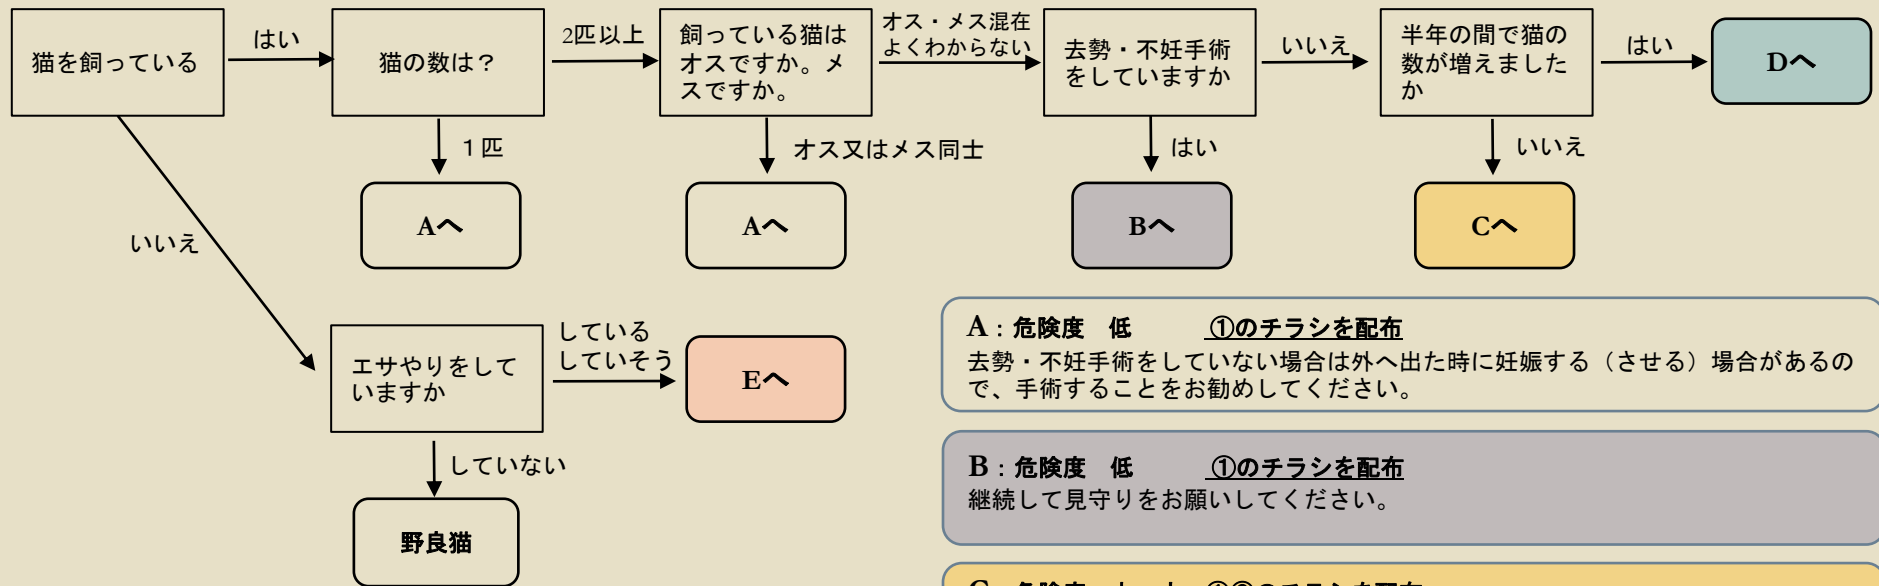 猫を飼っている
はい
猫の数は？
2匹以上
飼っている猫は
オスですか。メ
スですか。
オス・メス混在
よくわからない
去勢・不妊手術
をしていますか
いいえ
半年の間で猫の
数が増えました
か
はい
Dへ
１匹
オス又はメス同士
はい
いいえ
Aへ
Aへ
Bへ
Cへ
いいえ
エサやりをして
いますか
している
していそう
Eへ
していない
野良猫
A：危険度　低　　　①のチラシを配布
去勢・不妊手術をしていない場合は外へ出た時に妊娠する（させる）場合があるの
で、手術することをお勧めしてください。
B：危険度　低　　　①のチラシを配布
継続して見守りをお願いしてください。